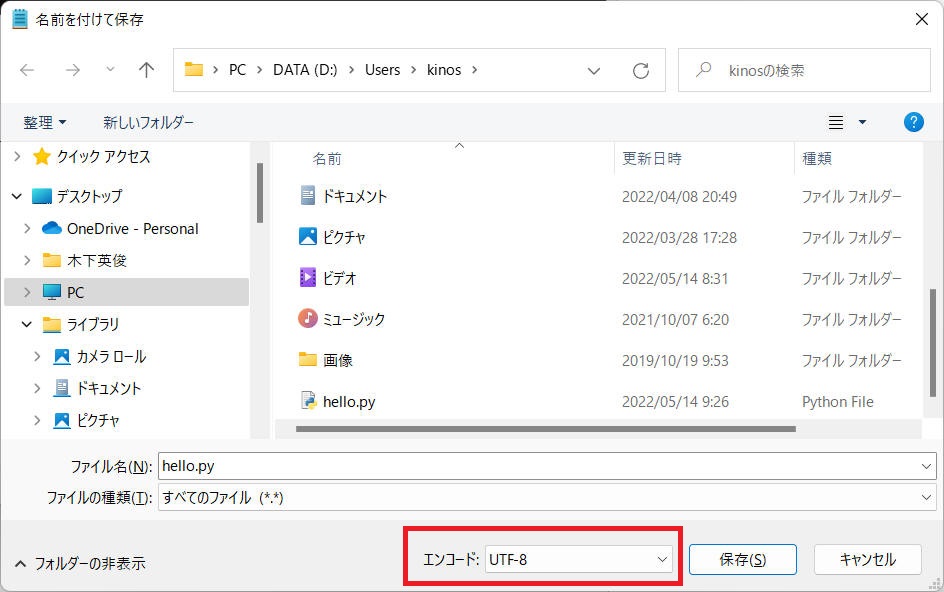 名前を付けて保存
PC > DATA (D:) > Users > kinos >
kinosの検索
整理
新しいフォルダー
?
クイック アクセス
デスクトップ
OneDrive - Personal
木下英俊
PC
ライブラリ
カメラ ロール
ドキュメント
ピクチャ
名前 更新日時 種類
ドキュメント 2022/04/08 20:49 ファイル フォルダー
ピクチャ 2022/03/28 17:28 ファイル フォルダー
ビデオ 2022/05/14 8:31 ファイル フォルダー
ミュージック 2021/10/07 6:20 ファイル フォルダー
画像 2019/10/19 9:53 ファイル フォルダー
hello.py 2022/05/14 9:26 Python File
ファイル名(N): hello.py
ファイルの種類(T): すべてのファイル (*.*)
フォルダーの非表示
エンコード: UTF-8
保存(S)
キャンセル